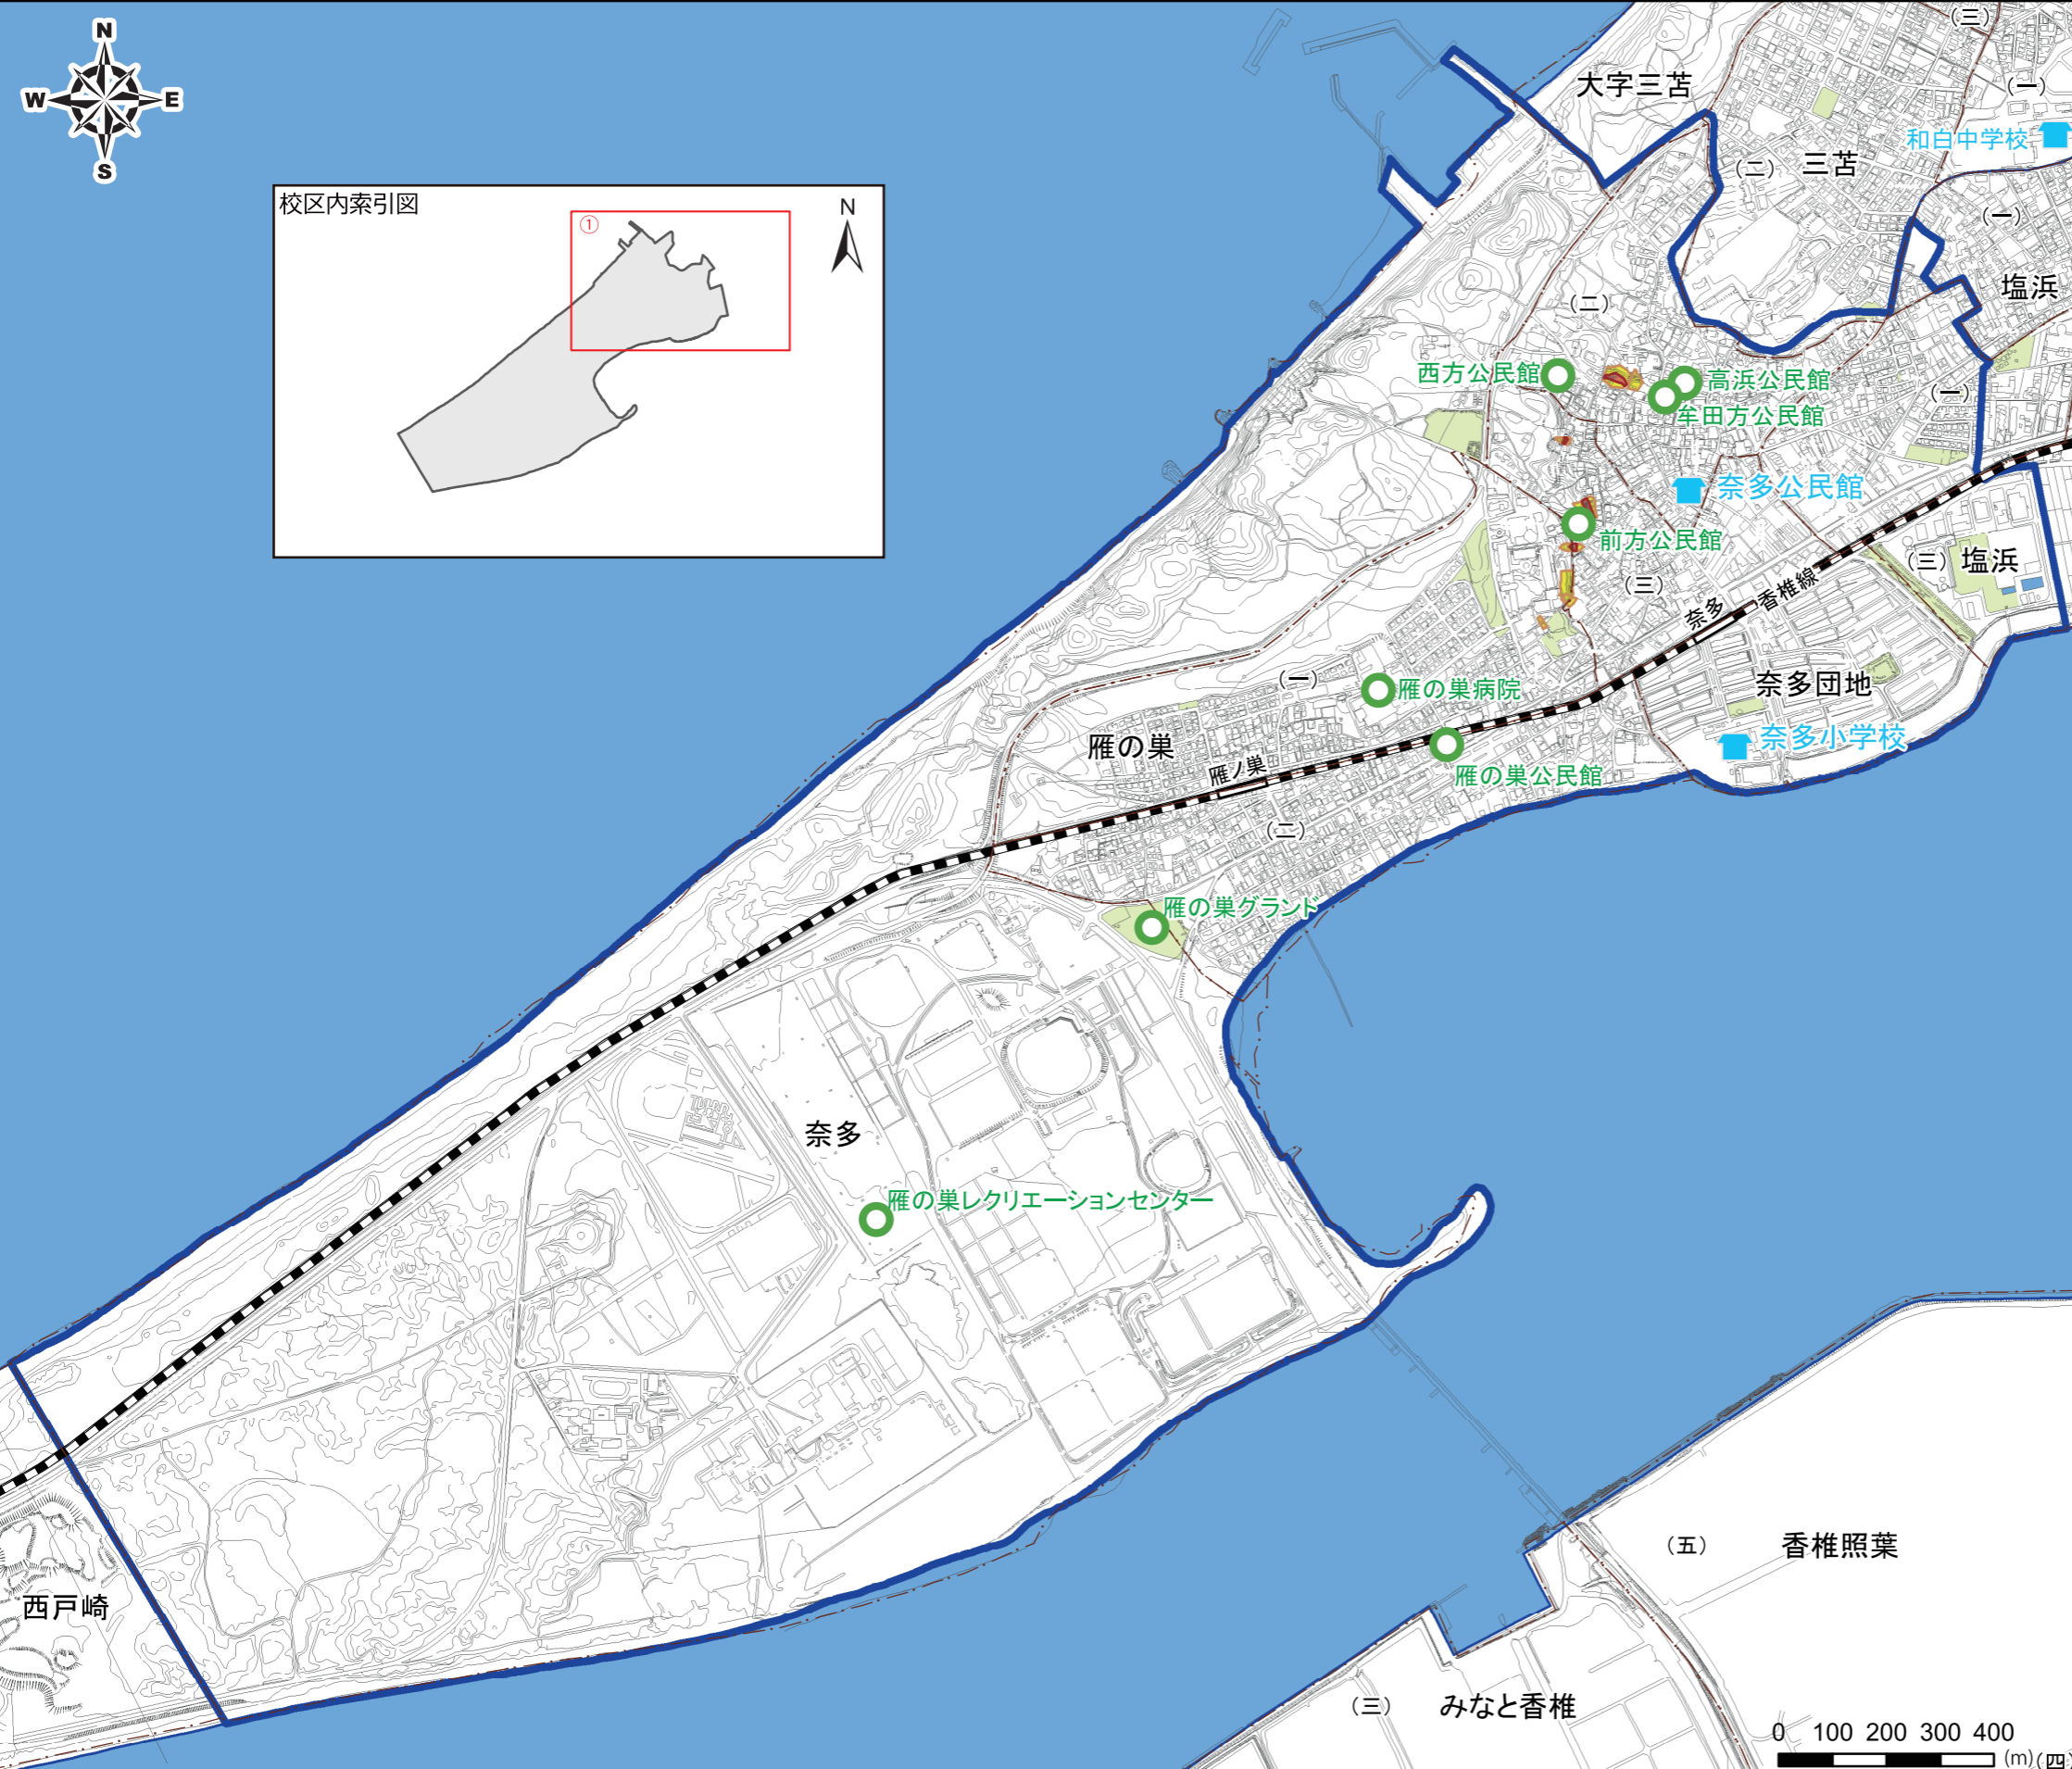 N
W
E
S
校区内索引図
①
N
(三)
大字三苫
(一)
和白中学校
(二)
三苫
(一)
塩浜
(二)
西方公民館
高浜公民館
(一)
牟田方公民館
奈多公民館
前方公民館
(三)
塩浜
(三)
香椎線
奈多
奈多団地
(一)
雁の巣病院
雁の巣
奈多小学校
雁ノ巣
雁の巣公民館
(二)
雁の巣グランド
奈多
雁の巣レクリエーションセンター
(五)
香椎照葉
西戸崎
(三)
みなと香椎
0 100 200 300 400
(m)
(四)